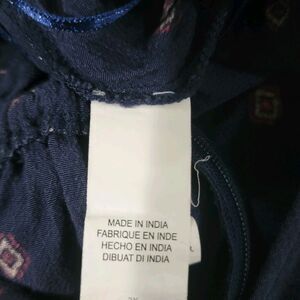 MADE IN INDIA
FABRIQUE EN INDE
HECHO EN INDIA
DIBUAT DI INDIA